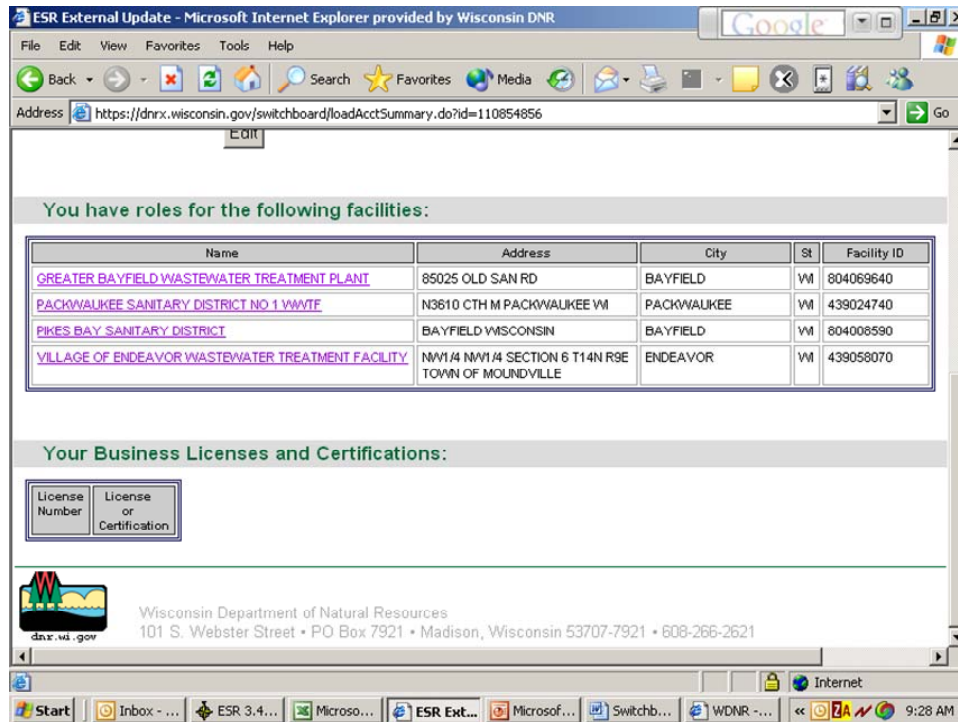 ESR External Update - Microsoft Internet Explorer provided by Wisconsin DNR
Google
File Edit View Favorites Tools Help
Back Search Favorites Media
Address https://dnrx.wisconsin.gov/switchboard/loadAcctSummary.do?id=110854856 Go
Edit
You have roles for the following facilities:
Name Address City St Facility ID
GREATER BAYFIELD WASTEWATER TREATMENT PLANT 85025 OLD SAN RD BAYFIELD WI 804069640
PACKWAUKEE SANITARY DISTRICT NO 1 WWTF N3610 CTH M PACKWAUKEE WI PACKWAUKEE WI 439024740
PIKES BAY SANITARY DISTRICT BAYFIELD WISCONSIN BAYFIELD WI 804008590
VILLAGE OF ENDEAVOR WASTEWATER TREATMENT FACILITY NW1/4 NW1/4 SECTION 6 T14N R9E ENDEAVOR WI 439058070
TOWN OF MOUNDVILLE
Your Business Licenses and Certifications:
License License
Number or
Certification
W
dnr.wi.gov
Wisconsin Department of Natural Resources
101 S. Webster Street • PO Box 7921 • Madison, Wisconsin 53707-7921 • 608-266-2621
Internet
Start Inbox - ... ESR 3.4... Microso... ESR Ext... Microsof... Switchb... WDNR -... « 9:28 AM